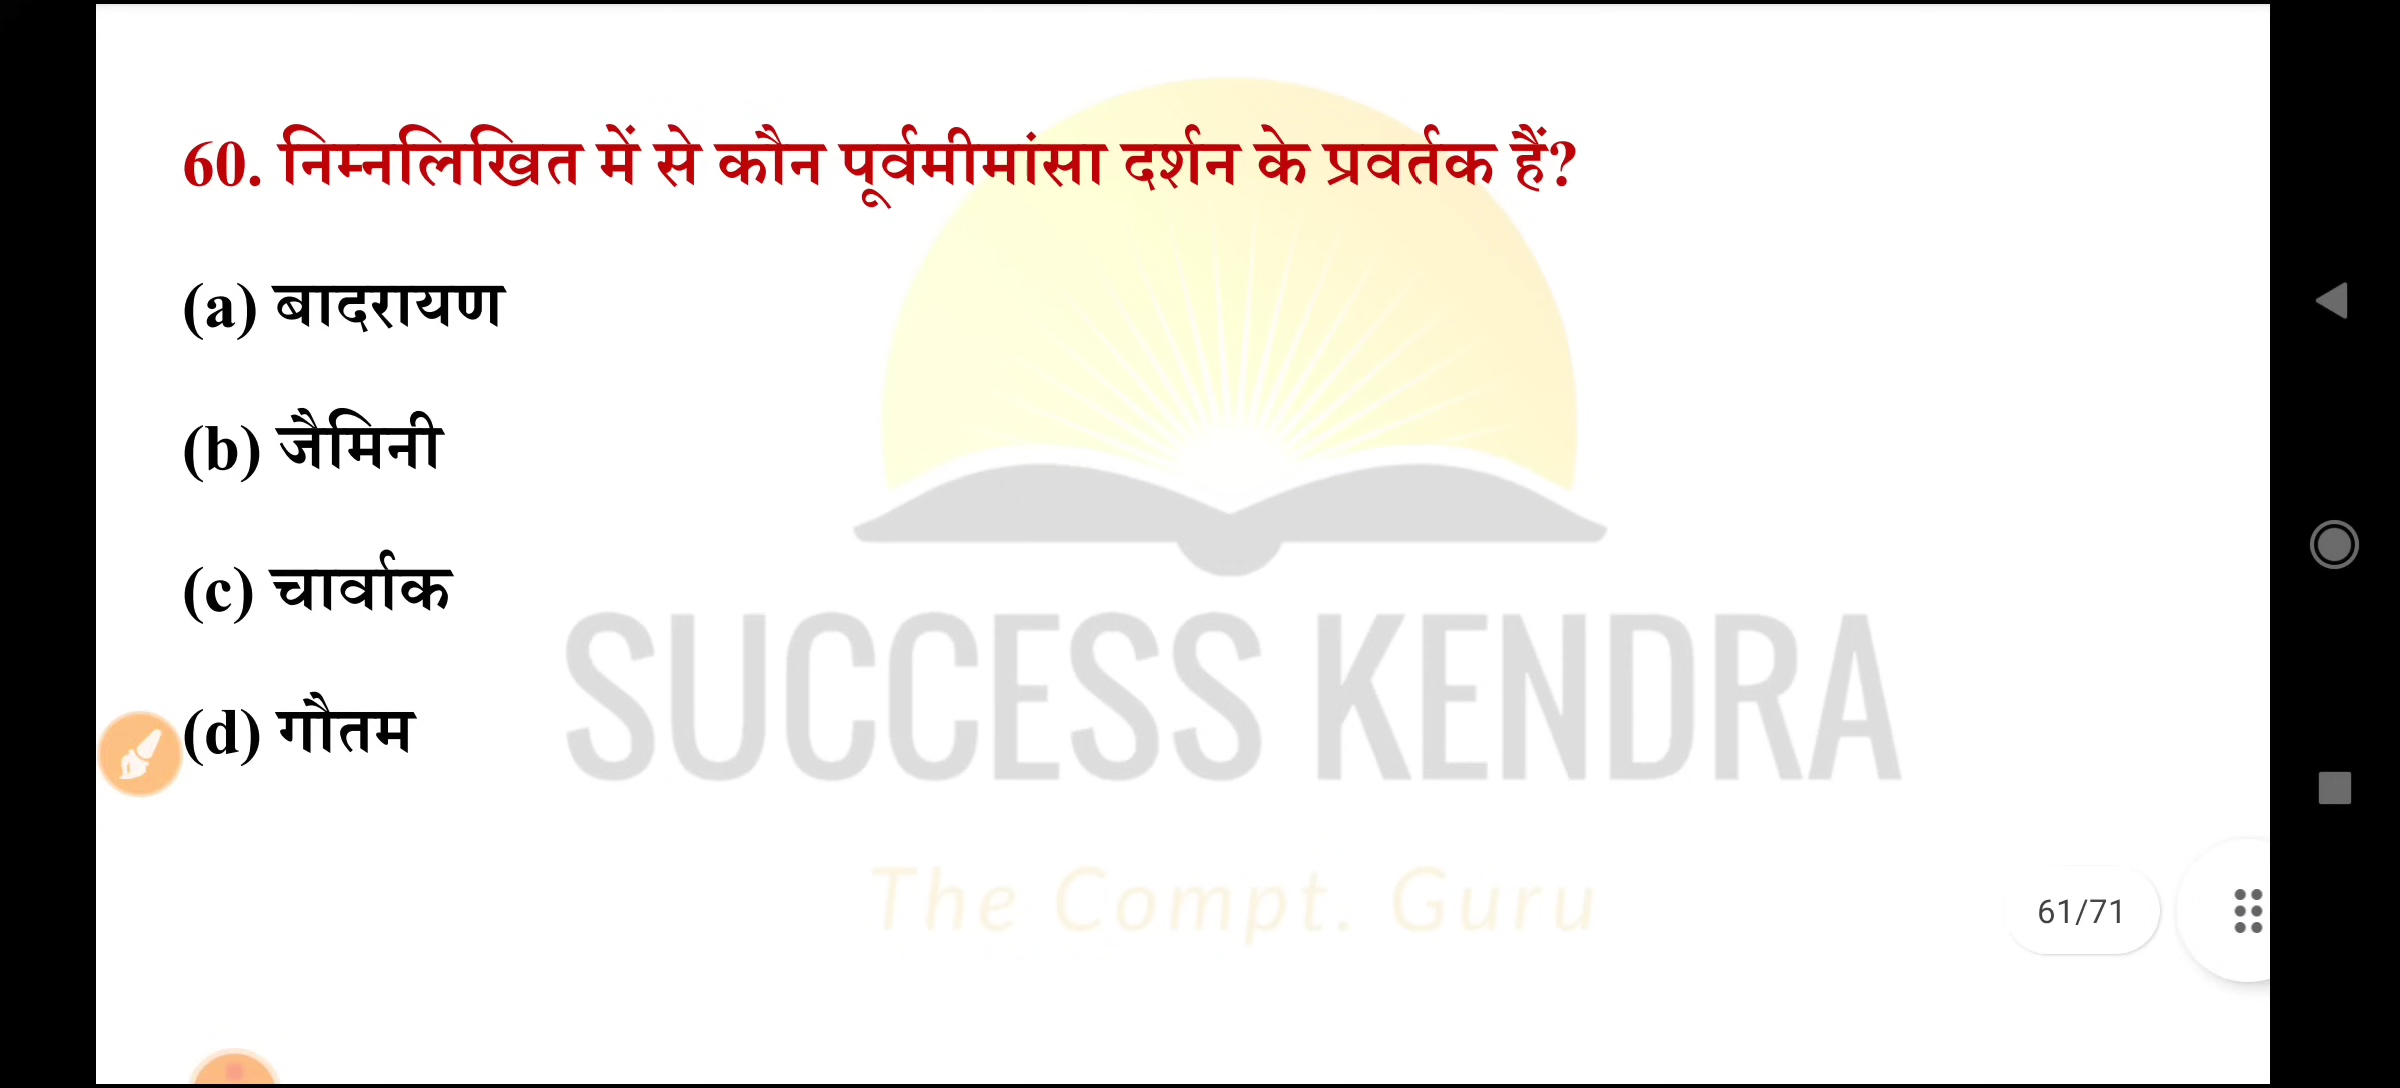 60. निम्नलिखित में से कौन पूर्वमीमांसा दर्शन के प्रवर्तक हैं?
(a) बादरायण
(b) जैमिनी
(c) चार्वाक
(d) गौतम
SUCCESS KENDRA
The Compt. Guru
61/71